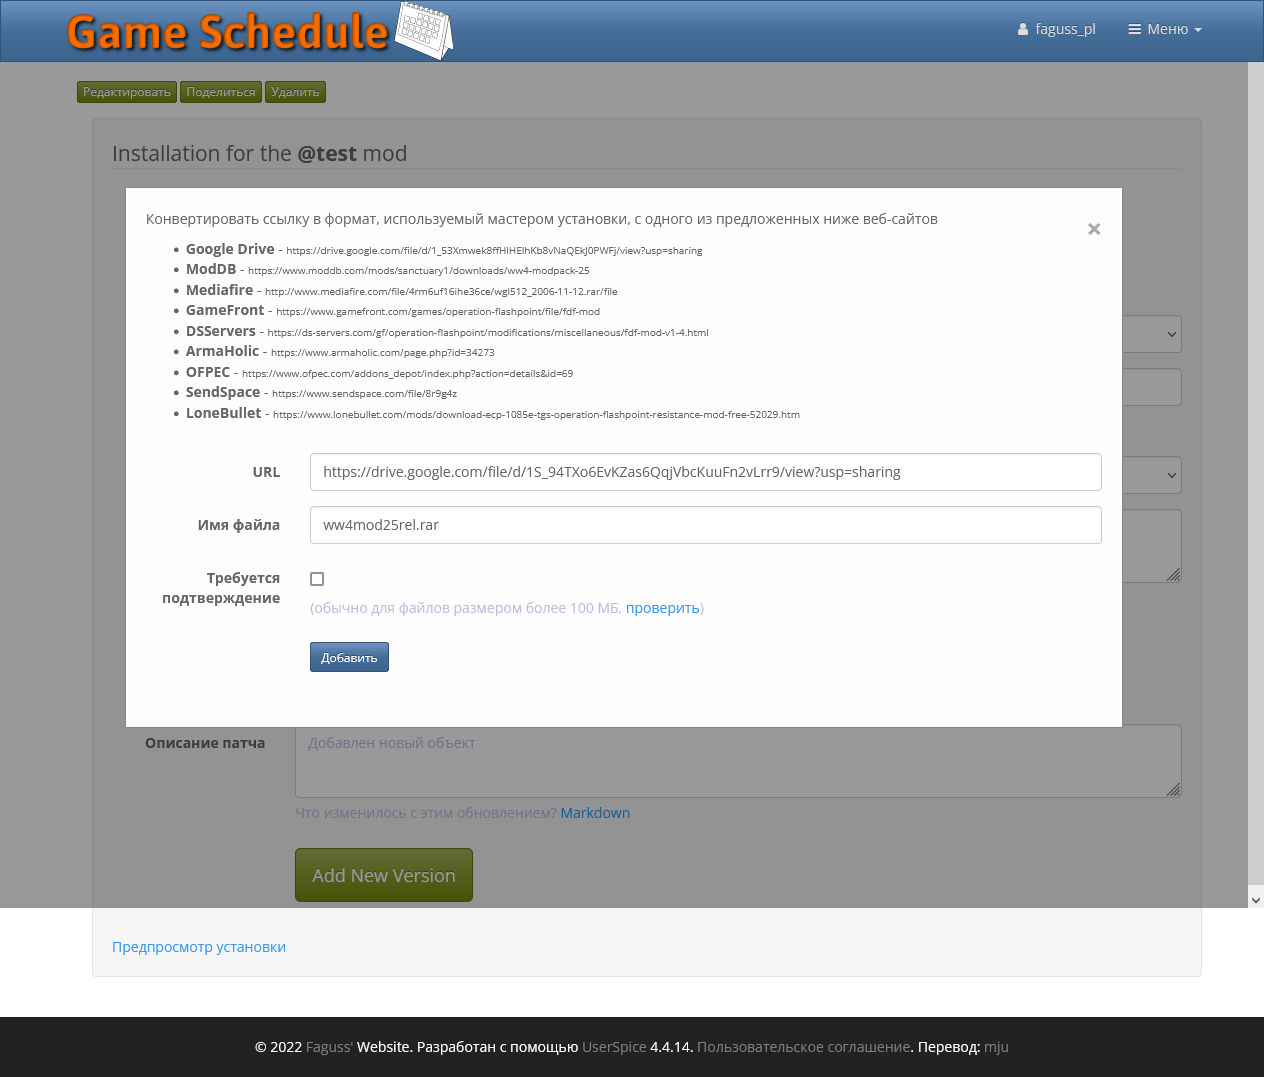 Game Schedule
faguss_pl
Меню
Редактировать Поделиться Удалить
Installation for the @test mod
Конвертировать ссылку в формат, используемый мастером установки, с одного из предложенных ниже веб-сайтов
×
• Google Drive - https://drive.google.com/file/d/1_53Xmwek8ffHIHEIhKb8vNaQEkJ0PWFj/view?usp=sharing
• ModDB - https://www.moddb.com/mods/sanctuary1/downloads/ww4-modpack-25
• Mediafire - http://www.mediafire.com/file/4rm6uf16ihe36ce/wgl512_2006-11-12.rar/file
• GameFront - https://www.gamefront.com/games/operation-flashpoint/file/fdf-mod
• DSServers - https://ds-servers.com/gf/operation-flashpoint/modifications/miscellaneous/fdf-mod-v1-4.html
• ArmaHolic - https://www.armaholic.com/page.php?id=34273
• OFPEC - https://www.ofpec.com/addons_depot/index.php?action=details&id=69
• SendSpace - https://www.sendspace.com/file/8r9g4z
• LoneBullet - https://www.lonebullet.com/mods/download-ecp-1085e-tgs-operation-flashpoint-resistance-mod-free-52029.htm
URL
https://drive.google.com/file/d/1S_94TXo6EvKZas6QqjVbcKuuFn2vLrr9/view?usp=sharing
Имя файла
ww4mod25rel.rar
Требуется
подтверждение
(обычно для файлов размером более 100 МБ, проверить)
Добавить
Описание патча
Добавлен новый объект
Что изменилось с этим обновлением? Markdown
Add New Version
Предпросмотр установки
© 2022 Faguss' Website. Разработан с помощью UserSpice 4.4.14. Пользовательское соглашение. Перевод: mju